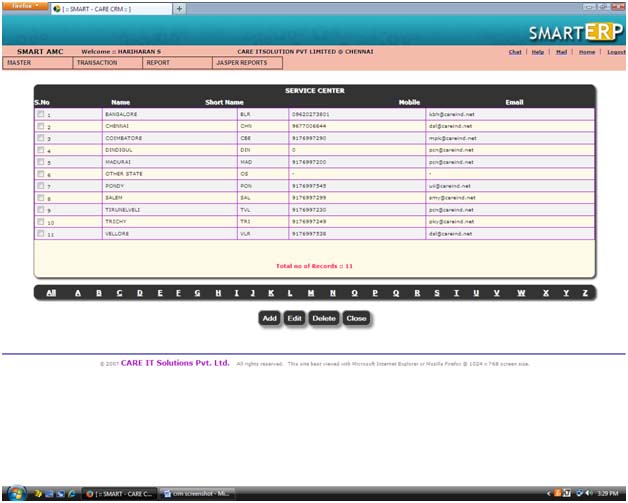 Firefox
[ :: SMART - CARE CRM :: ]
+
SMARTERP
SMART AMC Welcome :: HARIHARAN S CARE ITSOLUTION PVT LIMITED @ CHENNAI Chat | Help | Mail | Home | Logout
MASTER TRANSACTION REPORT JASPER REPORTS
SERVICE CENTER
S.No Name Short Name Mobile Email
1 BANGALORE BLR 09620273801 kbh@careind.net
2 CHENNAI CHN 9677006644 dsl@careind.net
3 COIMBATORE CBE 9176997290 mpk@careind.net
4 DINDIGUL DIN 0 pcn@careind.net
5 MADURAI MAD 9176997200 pcn@careind.net
6 OTHER STATE OS - -
7 PONDY PON 9176997545 @careind.net
8 SALEM SAL 9176997299 smy@careind.net
9 TIRUNELVELI TVL 9176997230 pcn@careind.net
10 TRICHY TRI 9176997249 pky@careind.net
11 VELLORE VLR 9176997538 dsl@careind.net
Total no of Records :: 11
All A B C D E F G H I J K L M N O P Q R S T U V W X Y Z
Add Edit Delete Close
© 2007 CARE IT Solutions Pvt. Ltd. All rights reserved. This site best viewed with Microsoft Internet Explorer or Mozilla Firefox @ 1024 x 768 screen size.
[ :: SMART - CARE C... crm screenshot - Mi... 3:29 PM